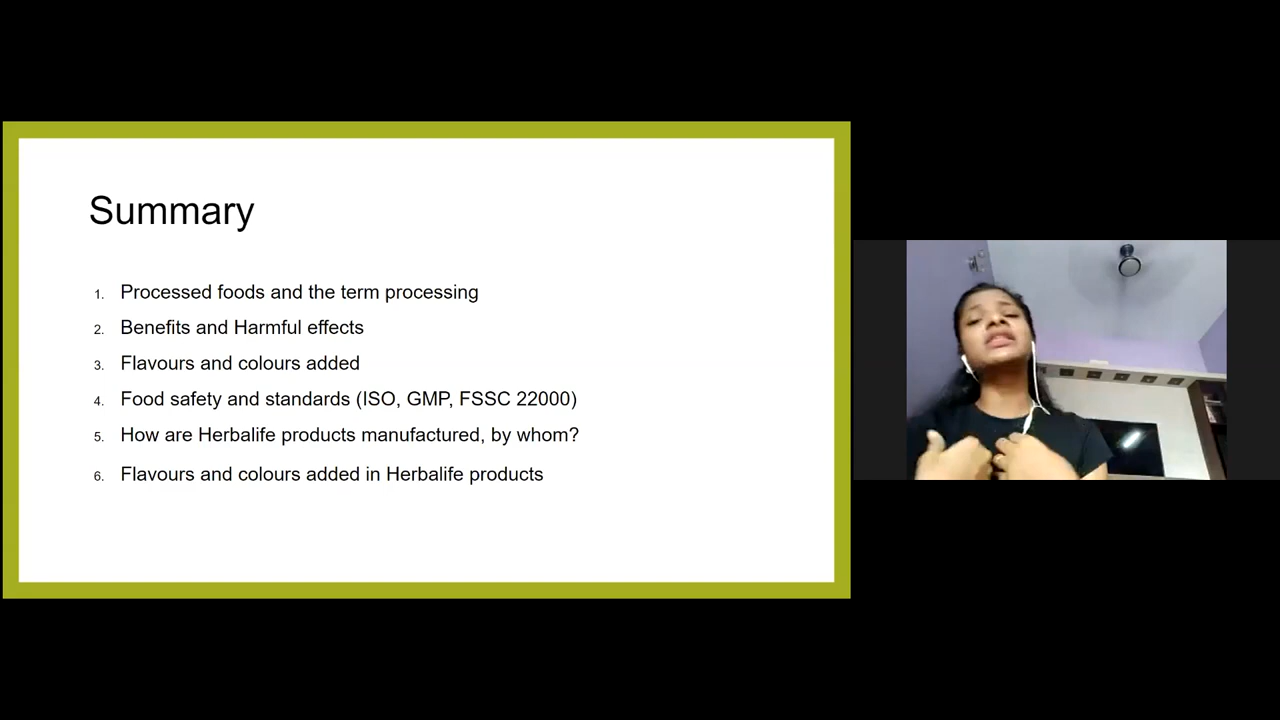 Summary
1. Processed foods and the term processing
2. Benefits and Harmful effects
3. Flavours and colours added
4. Food safety and standards (ISO, GMP, FSSC 22000)
5. How are Herbalife products manufactured, by whom?
6. Flavours and colours added in Herbalife products